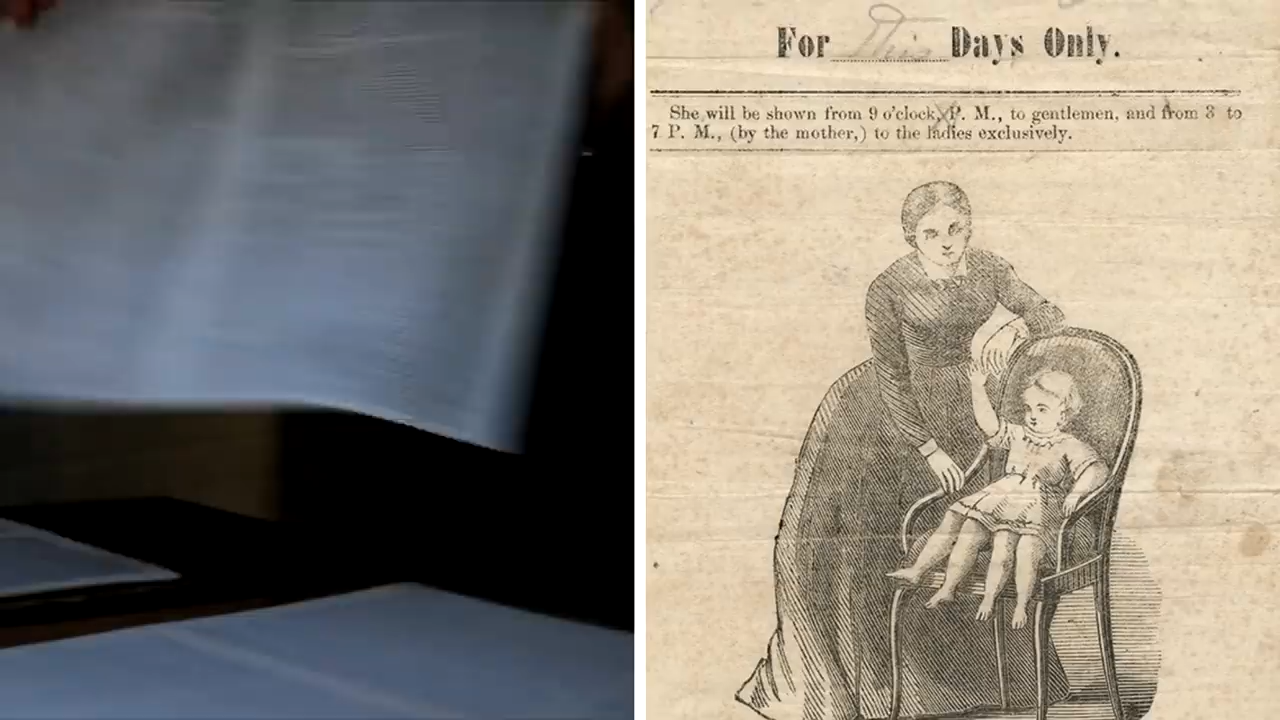 For This Days Only.
She will be shown from 9 o'clock, P. M., to gentlemen, and from 3 to
7 P. M., (by the mother,) to the ladies exclusively.